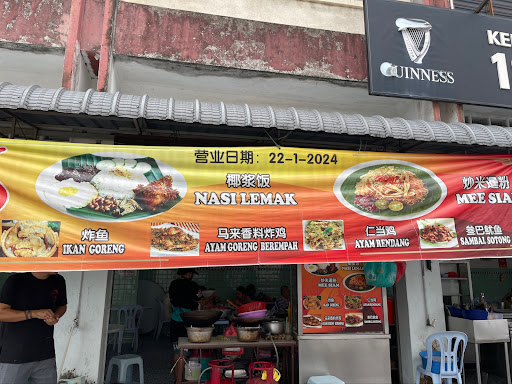 GUINNESS
KE
营业日期：22-1-2024
椰浆饭
NASI LEMAK
炒米暹
MEE SIA
炸鱼
IKAN GORENG
马来香料炸鸡
AYAM GORENG BEREMPAH
仁当鸡
AYAM RENDANG
叁巴鱿鱼
SAMBAL SOTONG
MEE SIAM